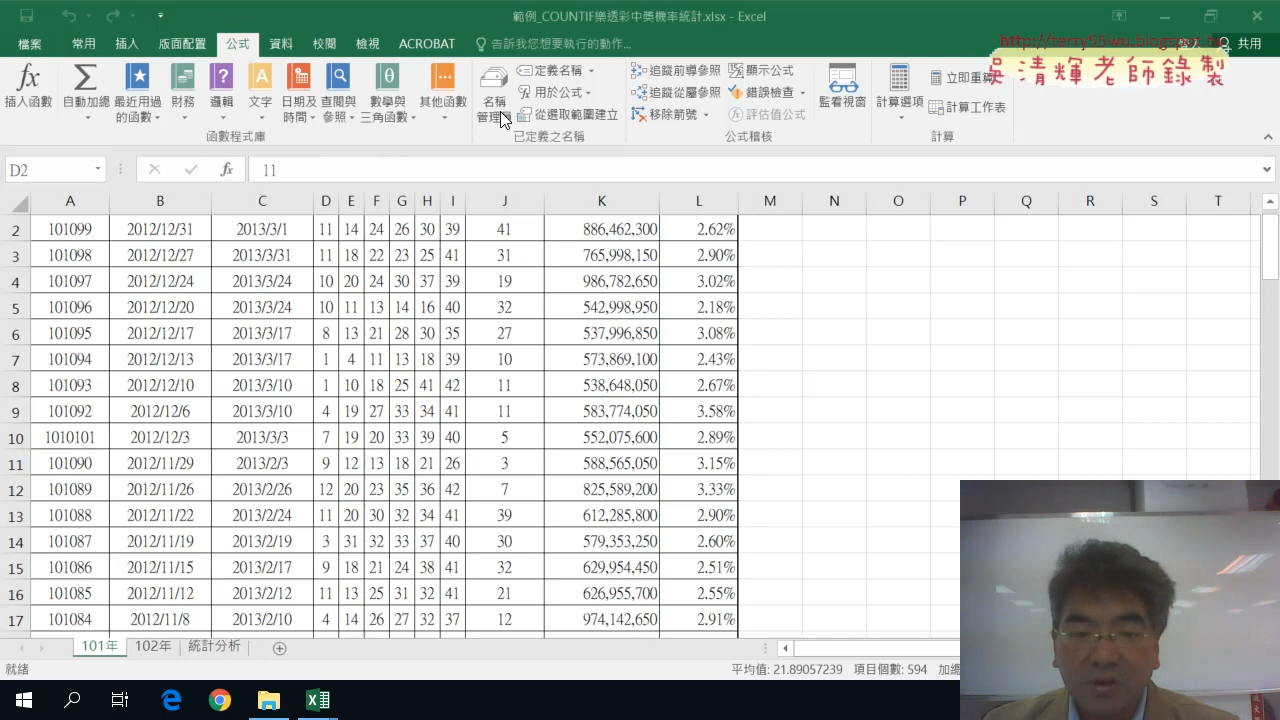 範例_COUNTIF樂透彩中獎機率統計.xlsx - Excel
檔案 常用 插入 版面配置 公式 資料 校閱 檢視 ACROBAT 告訴我您想要執行的動作... 共用
http://terry55wu.blogspot.tw
吳清輝老師錄製
插入函數 自動加總 最近用過的函數 財務 邏輯 文字 日期及時間 查閱與參照 數學與三角函數 其他函數 名稱
定義名稱 用於公式 從選取範圍建立
追蹤前導參照 追蹤從屬參照 移除箭號 顯示公式 錯誤檢查 評估值公式 監看視窗 計算選項 立即重 計算工作表
函數程式庫 已定義之名稱 公式稽核 計算
D2 fx 11
A B C D E F G H I J K L M N O P Q R S T
2 101099 2012/12/31 2013/3/1 11 14 24 26 30 39 41 886,462,300 2.62%
3 101098 2012/12/27 2013/3/31 11 18 22 23 25 41 31 765,998,150 2.90%
4 101097 2012/12/24 2013/3/24 10 20 24 30 37 39 19 986,782,650 3.02%
5 101096 2012/12/20 2013/3/24 10 11 13 14 16 40 32 542,998,950 2.18%
6 101095 2012/12/17 2013/3/17 8 13 21 28 30 35 27 537,996,850 3.08%
7 101094 2012/12/13 2013/3/17 1 4 11 13 18 39 10 573,869,100 2.43%
8 101093 2012/12/10 2013/3/10 1 10 18 25 41 42 11 538,648,050 2.67%
9 101092 2012/12/6 2013/3/10 4 19 27 33 34 41 11 583,774,050 3.58%
10 1010101 2012/12/3 2013/3/3 7 19 20 33 39 40 5 552,075,600 2.89%
11 101090 2012/11/29 2013/2/3 9 12 13 18 21 26 3 588,565,050 3.15%
12 101089 2012/11/26 2013/2/26 12 20 23 35 36 42 7 825,589,200 3.33%
13 101088 2012/11/22 2013/2/24 11 20 30 32 34 41 39 612,285,800 2.90%
14 101087 2012/11/19 2013/2/19 3 31 32 33 37 40 30 579,353,250 2.60%
15 101086 2012/11/15 2013/2/17 9 18 21 24 38 41 32 629,954,450 2.51%
16 101085 2012/11/12 2013/2/12 11 13 25 31 32 41 21 626,955,700 2.55%
17 101084 2012/11/8 2013/2/10 4 14 26 27 32 37 12 974,142,650 2.91%
101年 102年 統計分析
就緒 平均值: 21.89057239 項目個數: 594 加總